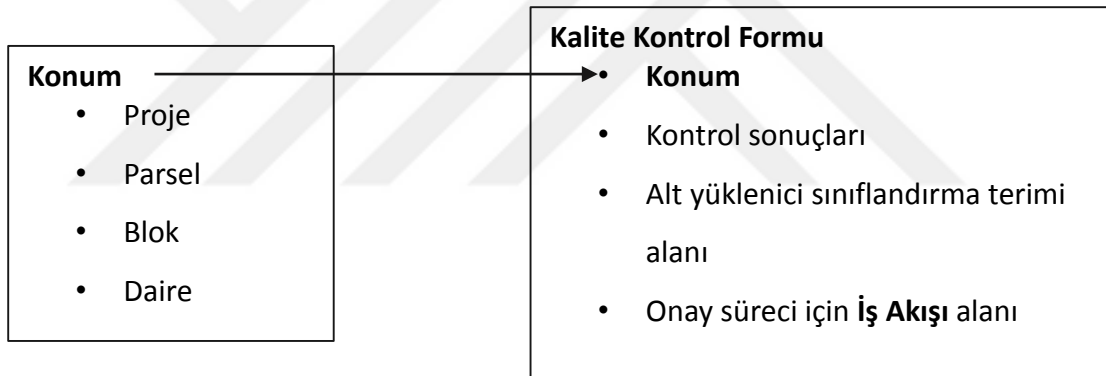 Konum
• Proje
• Parsel
• Blok
• Daire
Kalite Kontrol Formu
• Konum
• Kontrol sonuçları
• Alt yüklenici sınıflandırma terimi
alanı
• Onay süreci için İş Akışı alanı